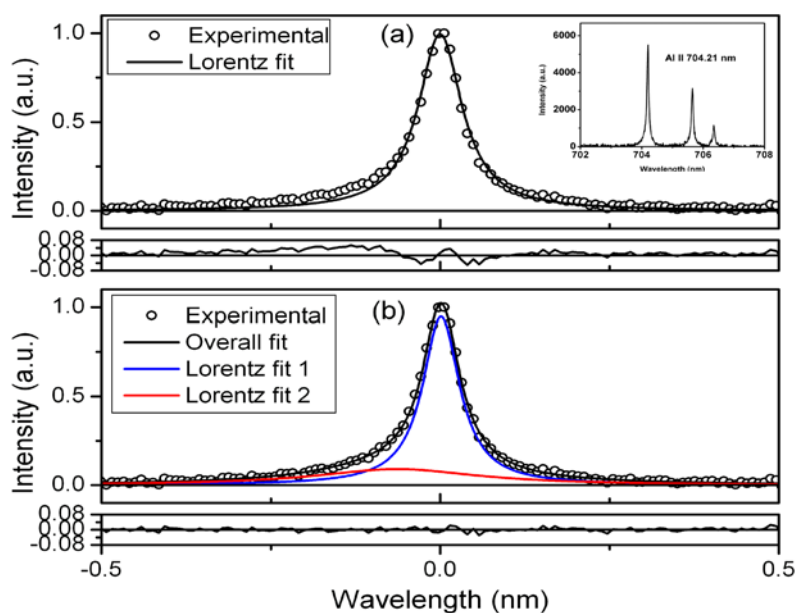 (a)
Experimental
Lorentz fit
Al II 704.21 nm
Intensity (a.u.)
6000
4000
2000
0
702
704
706
708
Wavelength (nm)
Intensity (a.u.)
1.0
0.5
0.0
0.08
0.00
-0.08
(b)
Experimental
Overall fit
Lorentz fit 1
Lorentz fit 2
Intensity (a.u.)
1.0
0.5
0.0
0.08
0.00
-0.08
-0.5
0.0
0.5
Wavelength (nm)